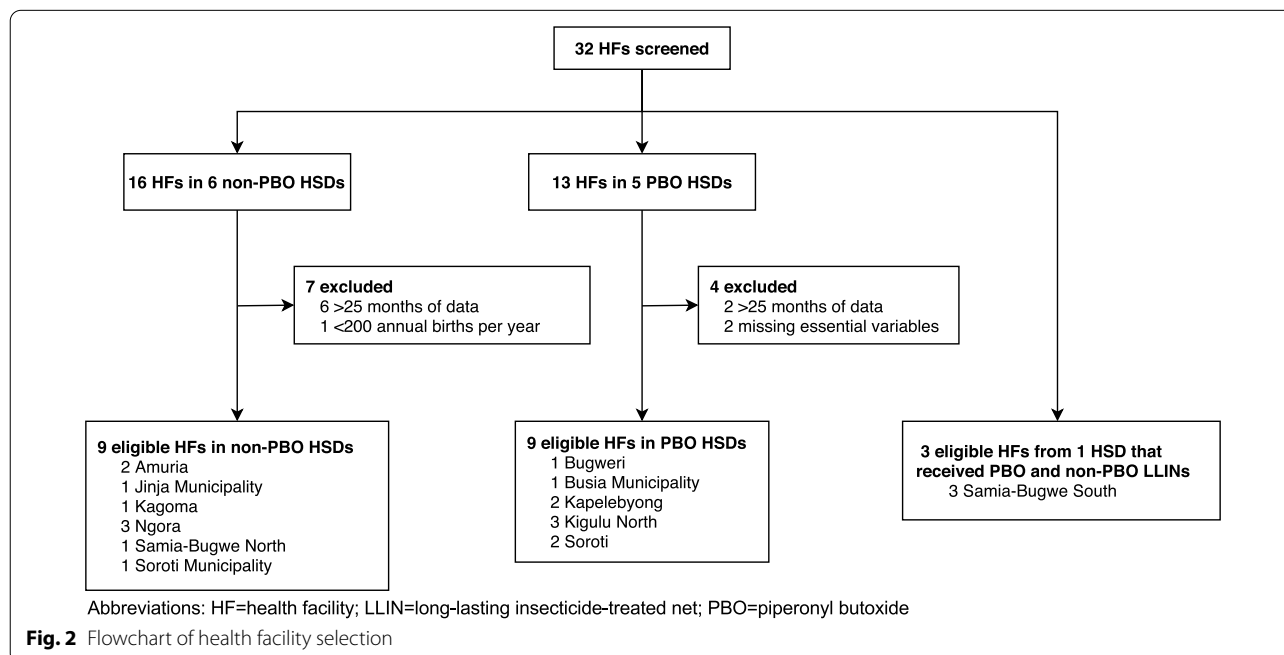 32 HFs screened
16 HFs in 6 non-PBO HSDs
13 HFs in 5 PBO HSDs
7 excluded
6 >25 months of data
1 <200 annual births per year
4 excluded
2 >25 months of data
2 missing essential variables
9 eligible HFs in non-PBO HSDs
2 Amuria
1 Jinja Municipality
1 Kagoma
3 Ngora
1 Samia-Bugwe North
1 Soroti Municipality
9 eligible HFs in PBO HSDs
1 Bugweri
1 Busia Municipality
2 Kapelebyong
3 Kigulu North
2 Soroti
3 eligible HFs from 1 HSD that
received PBO and non-PBO LLINs
3 Samia-Bugwe South
Abbreviations: HF=health facility; LLIN=long-lasting insecticide-treated net; PBO=piperonyl butoxide
Fig. 2 Flowchart of health facility selection